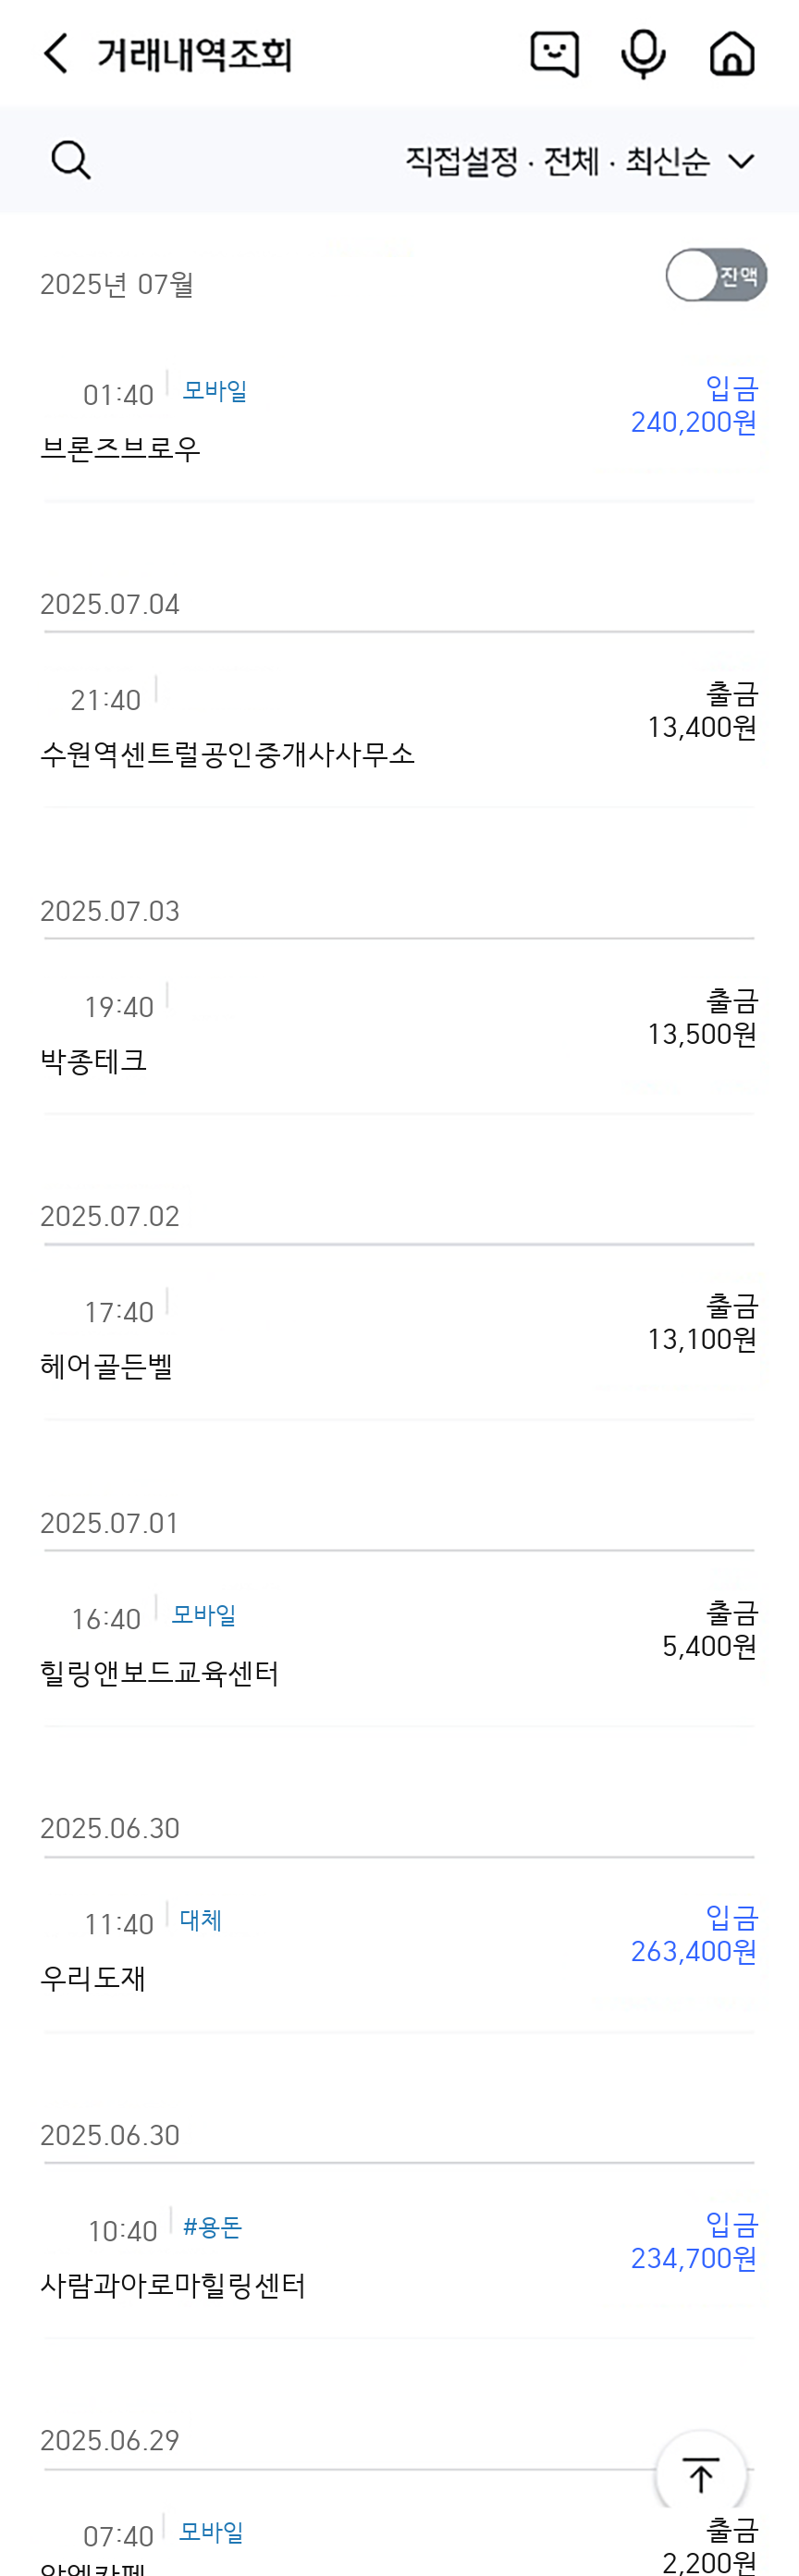 거래내역조회
직접설정 · 전체 · 최신순
2025년 07월
잔액
01:40 모바일
입금
240,200원
브론즈브로우
2025.07.04
21:40
출금
13,400원
수원역센트럴공인중개사사무소
2025.07.03
19:40
출금
13,500원
박종테크
2025.07.02
17:40
출금
13,100원
헤어골든벨
2025.07.01
16:40 모바일
출금
5,400원
힐링앤보드교육센터
2025.06.30
11:40 대체
입금
263,400원
우리도재
2025.06.30
10:40 #용돈
입금
234,700원
사람과아로마힐링센터
2025.06.29
07:40 모바일
출금
2,200원